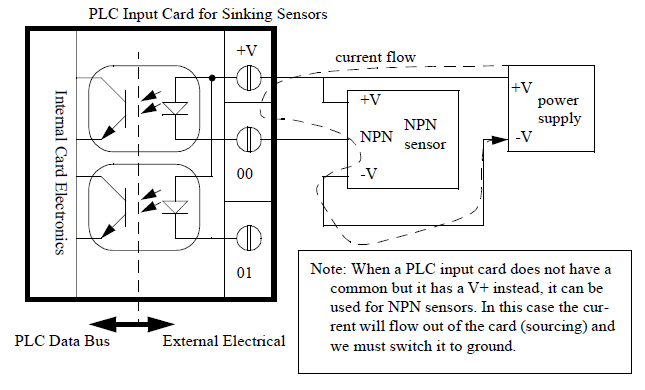 PLC Input Card for Sinking Sensors
+V
current flow
+V
power
supply
-V
+V
NPN
NPN
sensor
-V
00
01
Internal Card Electronics
Note: When a PLC input card does not have a
common but it has a V+ instead, it can be
used for NPN sensors. In this case the cur-
rent will flow out of the card (sourcing) and
we must switch it to ground.
PLC Data Bus
External Electrical